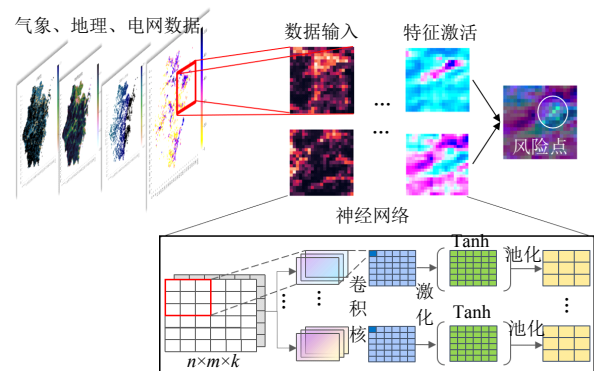 气象、地理、电网数据
数据输入
特征激活
...
...
风险点
神经网络
Tanh
池化
卷积核
激化
Tanh
池化
n×m×k